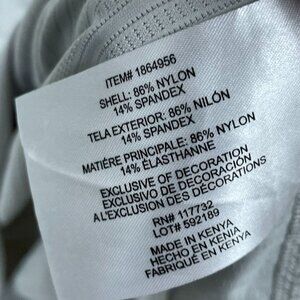 ITEM# 1864956
SHELL: 86% NYLON
14% SPANDEX
TELA EXTERIOR: 86% NILÓN
14% SPANDEX
MATIÈRE PRINCIPALE: 86% NYLON
14% ÉLASTHANNE
EXCLUSIVE OF DECORATION
EXCLUSIVO DE DECORACIÓN
A L'EXCLUSION DES DÉCORATIONS
RN# 117732
LOT# 592189
MADE IN KENYA
HECHO EN KENIA
FABRIQUÉ EN KENYA